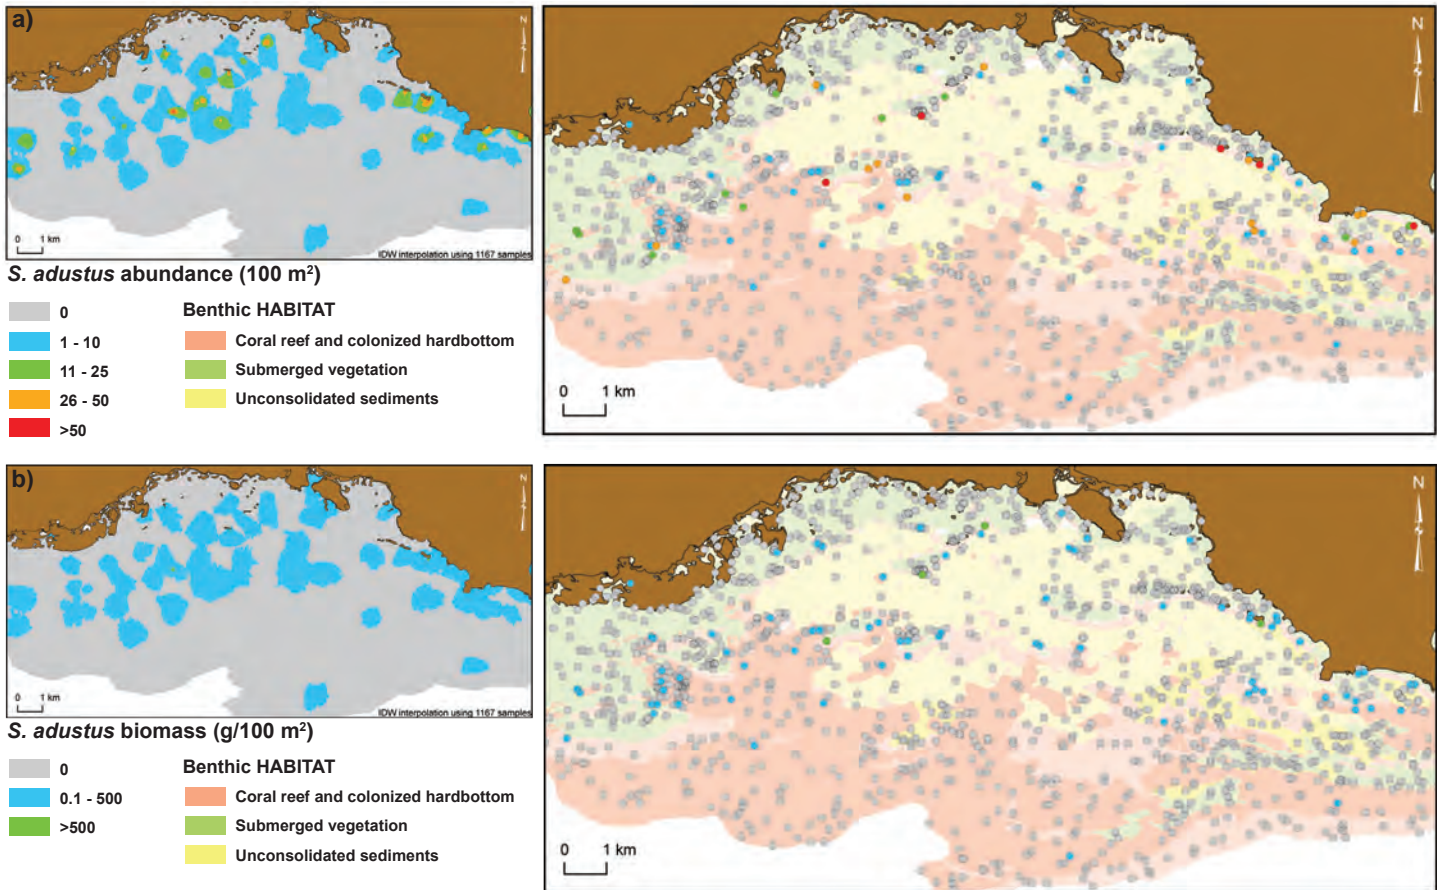 a)
N
0 1 km
IDW interpolation using 1167 samples
N
0 1 km
S. adustus abundance (100 m²)
0
1 - 10
11 - 25
26 - 50
>50
Benthic HABITAT
Coral reef and colonized hardbottom
Submerged vegetation
Unconsolidated sediments
b)
N
0 1 km
IDW interpolation using 1167 samples
N
0 1 km
S. adustus biomass (g/100 m²)
0
0.1 - 500
>500
Benthic HABITAT
Coral reef and colonized hardbottom
Submerged vegetation
Unconsolidated sediments